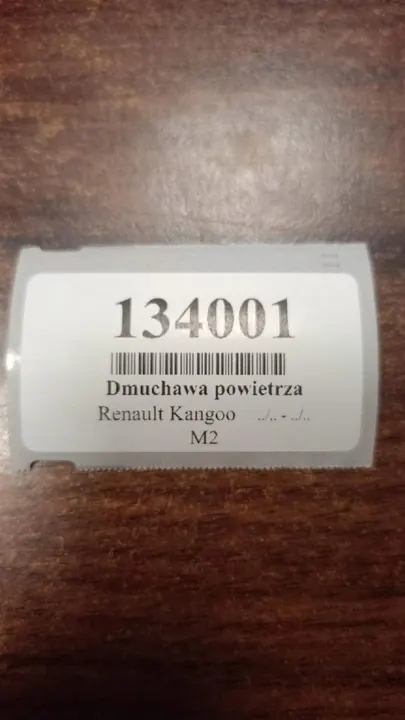 134001
Dmuchawa powietrza
Renault Kangoo ../.. - ../..
M2